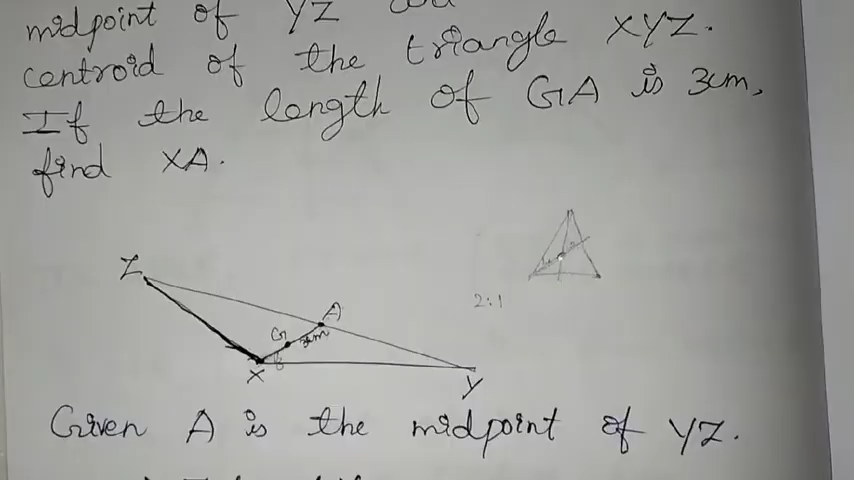 midpoint of YZ
centroid of the triangle XYZ.
If the length of GA is 3cm,
find XA.
Z
A
G
3cm
6
X
Y
2:1
Given A is the midpoint of YZ.